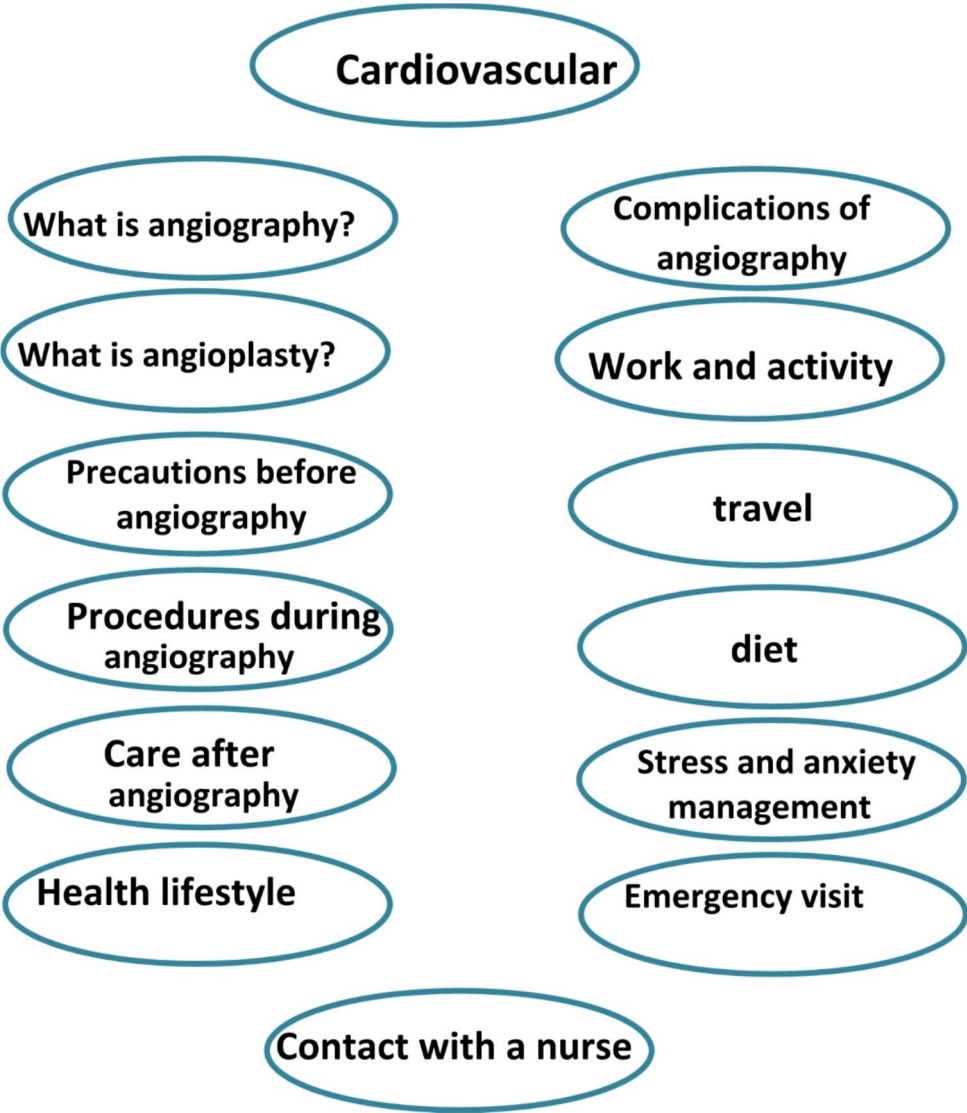 Cardiovascular
What is angiography?
What is angioplasty?
Precautions before
angiography
Procedures during
angiography
Care after
angiography
Health lifestyle
Complications of
angiography
Work and activity
travel
diet
Stress and anxiety
management
Emergency visit
Contact with a nurse